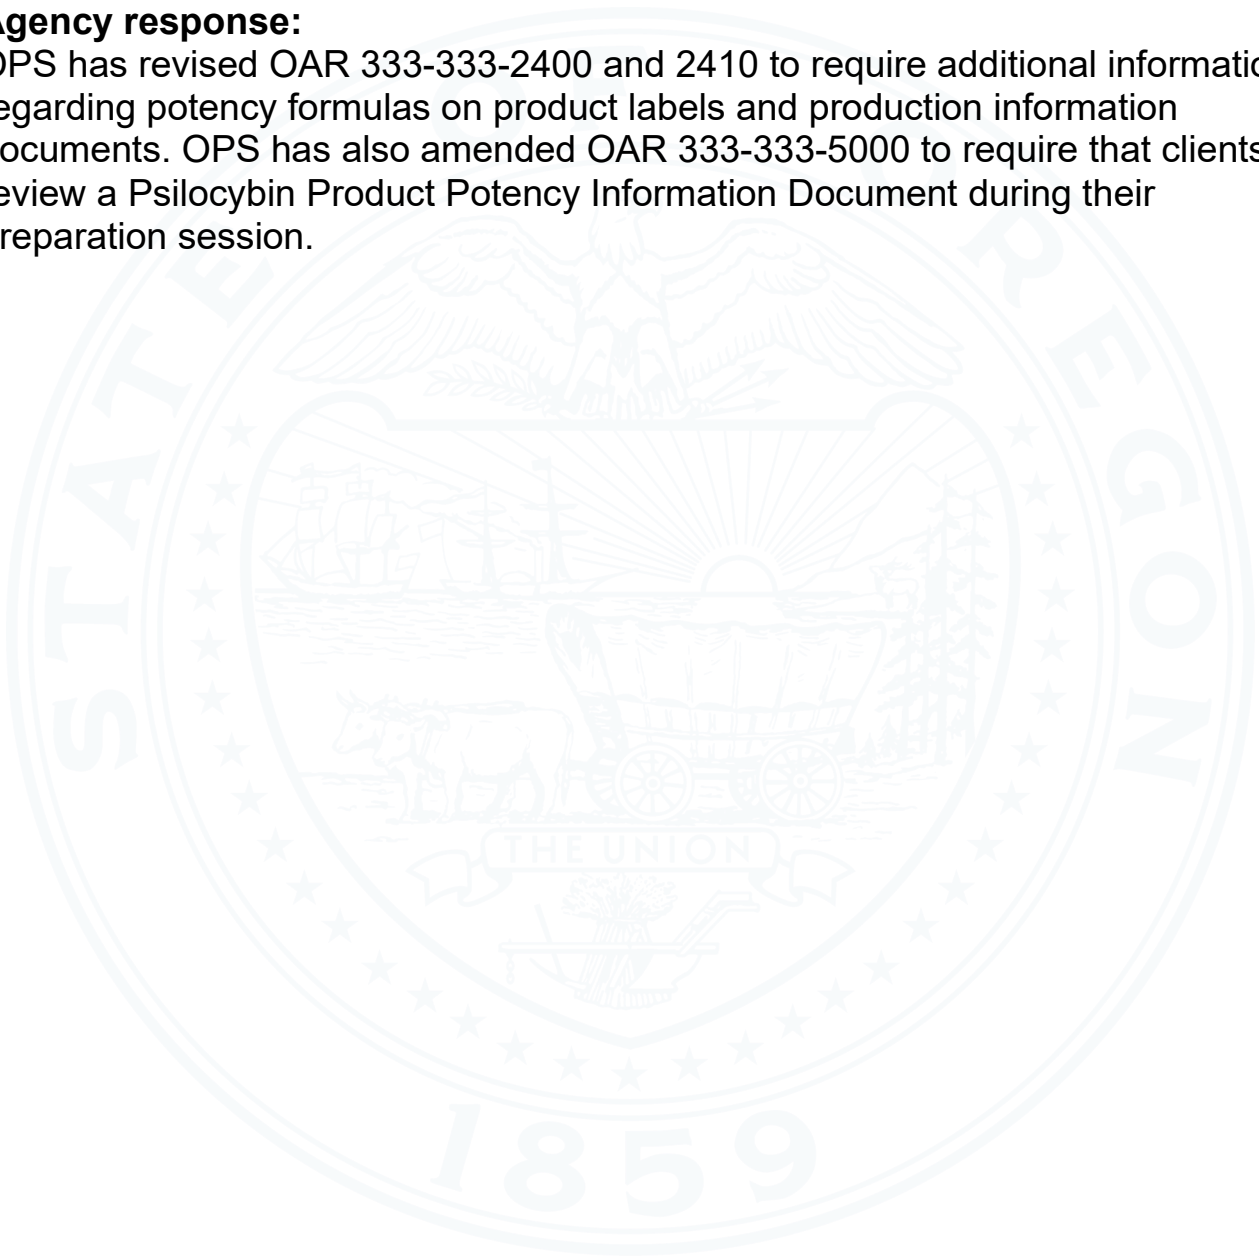 Agency response:
OPS has revised OAR 333-333-2400 and 2410 to require additional informatio
egarding potency formulas on product labels and production information
ocuments. OPS has also amended OAR 333-333-5000 to require that clients
eview a Psilocybin Product Potency Information Document during their
reparation session.
STATE OF OREGON
THE UNION
1859